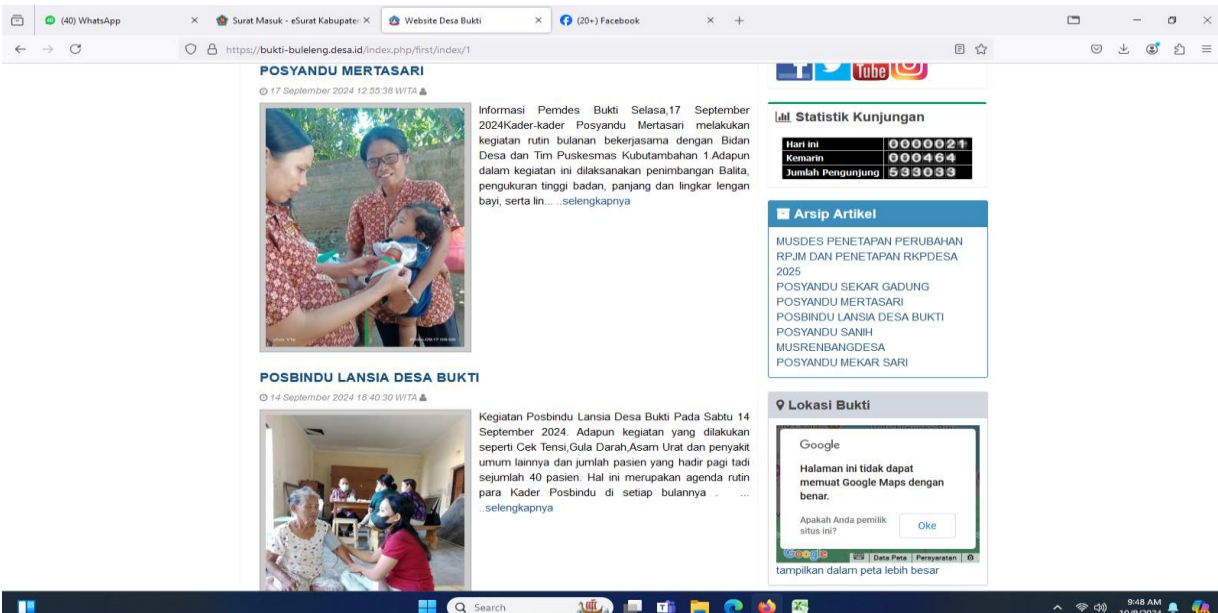 (40) WhatsApp
Surat Masuk - eSurat Kabupater
Website Desa Bukti
(20+) Facebook
https://bukti-buleleng.desa.id/index.php/first/index/1
POSYANDU MERTASARI
17 September 2024 12:55:38 WITA
Informasi Pemdes Bukti Selasa,17 September
2024Kader-kader Posyandu Mertasari melakukan
kegiatan rutin bulanan bekerjasama dengan Bidan
Desa dan Tim Puskesmas Kubutambahan 1.Adapun
dalam kegiatan ini dilaksanakan penimbangan Balita,
pengukuran tinggi badan, panjang dan lingkar lengan
bayi, serta lin... ..selengkapnya
POSBINDU LANSIA DESA BUKTI
14 September 2024 18:40:30 WITA
Kegiatan Posbindu Lansia Desa Bukti Pada Sabtu 14
September 2024. Adapun kegiatan yang dilakukan
seperti Cek Tensi,Gula Darah,Asam Urat dan penyakit
umum lainnya dan jumlah pasien yang hadir pagi tadi
sejumlah 40 pasien. Hal ini merupakan agenda rutin
para Kader Posbindu di setiap bulannya . ...
..selengkapnya
Tube
Statistik Kunjungan
Hari ini 0000021
Kemarin 000464
Jumlah Pengunjung 533033
Arsip Artikel
MUSDES PENETAPAN PERUBAHAN
RPJM DAN PENETAPAN RKPDESA
2025
POSYANDU SEKAR GADUNG
POSYANDU MERTASARI
POSBINDU LANSIA DESA BUKTI
POSYANDU SANIH
MUSRENBANGDESA
POSYANDU MEKAR SARI
Lokasi Bukti
Google
Halaman ini tidak dapat
memuat Google Maps dengan
benar.
Apakah Anda pemilik
situs ini?
Oke
Google
Data Peta
Persyaratan
tampilkan dalam peta lebih besar
Search
9:48 AM
10/9/2024